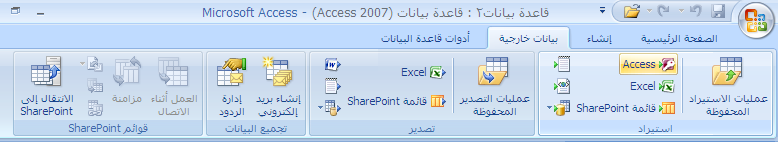 قاعدة بيانات٢ : قاعدة بيانات (Access 2007) - Microsoft Access
الصفحة الرئيسية إنشاء بيانات خارجية أدوات قاعدة البيانات
عمليات الاستيراد
المحفوظة
Access
Excel
قائمة SharePoint
استيراد
عمليات التصدير
المحفوظة
Excel
قائمة SharePoint
تصدير
إنشاء بريد
إلكتروني
إدارة
الردود
تجميع البيانات
العمل أثناء
الاتصال
مزامنة
الانتقال إلى
SharePoint
قوائم SharePoint